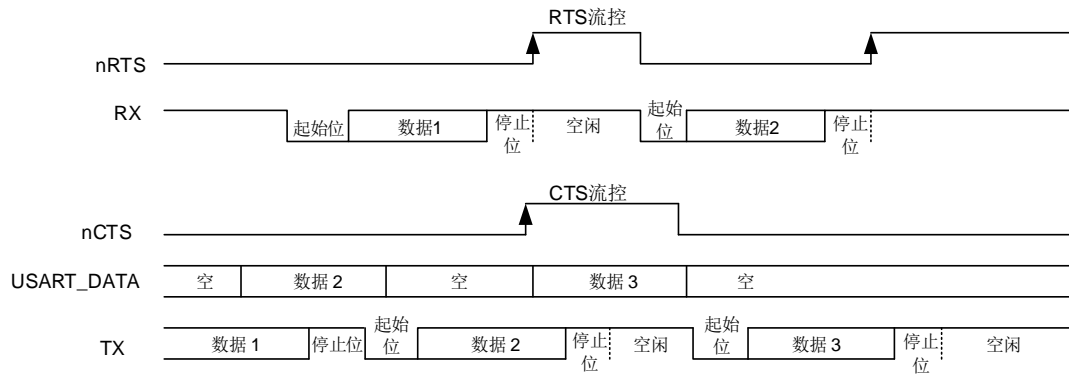 RTS流控
nRTS
RX
起始位
数据1
停止
位
空闲
起始
位
数据2
停止
位
CTS流控
nCTS
USART_DATA
空
数据 2
空
数据 3
空
TX
数据 1
停止位
起始
位
数据 2
停止
位
空闲
起始
位
数据 3
停止
位
空闲